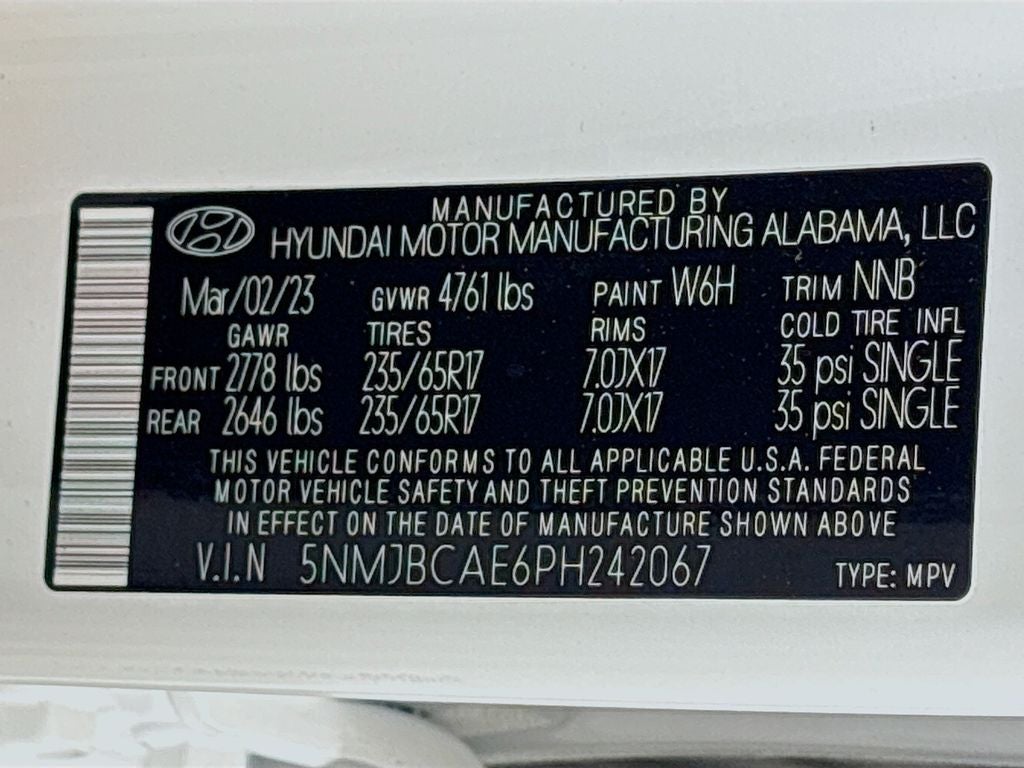 MANUFACTURED BY
HYUNDAI MOTOR MANUFACTURING ALABAMA, LLC
Mar/02/23 GVWR 4761 lbs PAINT W6H TRIM NNB
GAWR TIRES RIMS COLD TIRE INFL
FRONT 2778 lbs 235/65R17 7.0JX17 35 psi SINGLE
REAR 2646 lbs 235/65R17 7.0JX17 35 psi SINGLE
THIS VEHICLE CONFORMS TO ALL APPLICABLE U.S.A. FEDERAL
MOTOR VEHICLE SAFETY AND THEFT PREVENTION STANDARDS
IN EFFECT ON THE DATE OF MANUFACTURE SHOWN ABOVE
V.I.N 5NMJBCAE6PH242067 TYPE: MPV